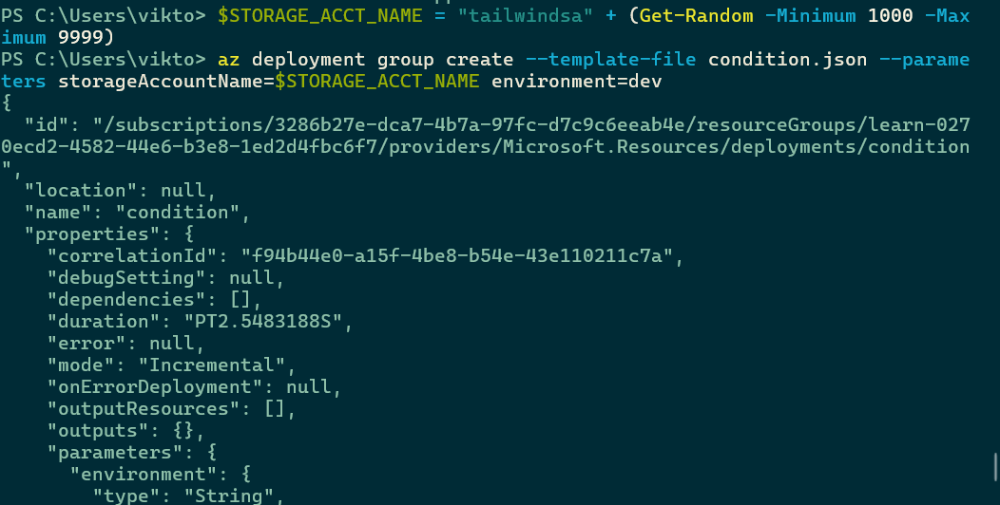 PS C:\Users\vikto> $STORAGE_ACCT_NAME = "tailwindsa" + (Get-Random -Minimum 1000 -Max
imum 9999)
PS C:\Users\vikto> az deployment group create --template-file condition.json --parame
ters storageAccountName=$STORAGE_ACCT_NAME environment=dev
{
  "id": "/subscriptions/3286b27e-dca7-4b7a-97fc-d7c9c6eeab4e/resourceGroups/learn-027
0ecd2-4582-44e6-b3e8-1ed2d4fbc6f7/providers/Microsoft.Resources/deployments/condition
",
  "location": null,
  "name": "condition",
  "properties": {
    "correlationId": "f94b44e0-a15f-4be8-b54e-43e110211c7a",
    "debugSetting": null,
    "dependencies": [],
    "duration": "PT2.5483188S",
    "error": null,
    "mode": "Incremental",
    "onErrorDeployment": null,
    "outputResources": [],
    "outputs": {},
    "parameters": {
      "environment": {
        "type": "String",